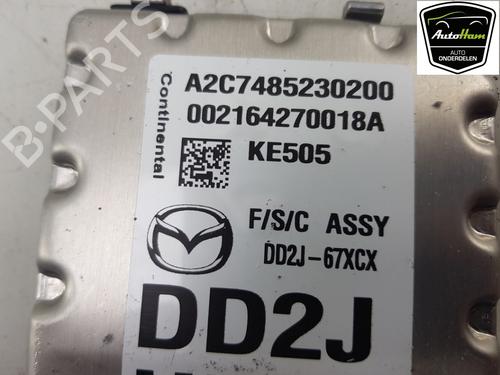 AutoHam
AUTO
ONDERDELEN
B-PARTS
Continental
A2C7485230200
002164270018A
KE505
F/S/C ASSY
DD2J-67XCX
DD2J